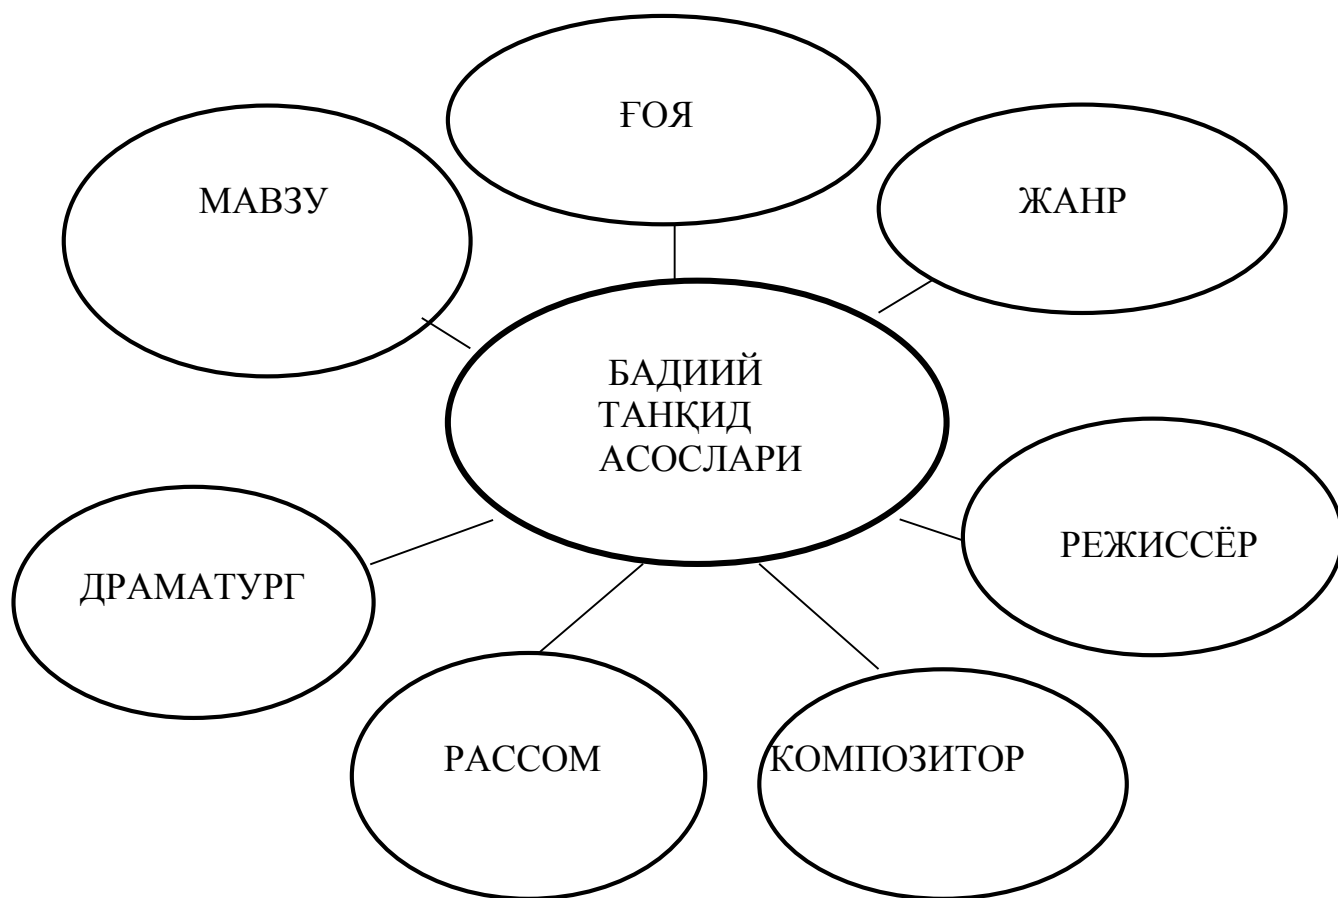 ҒОЯ
МАВЗУ
ЖАНР
БАДИИЙ
ТАНҚИД
АСОСЛАРИ
РЕЖИССЁР
ДРАМАТУРГ
РАССОМ
КОМПОЗИТОР